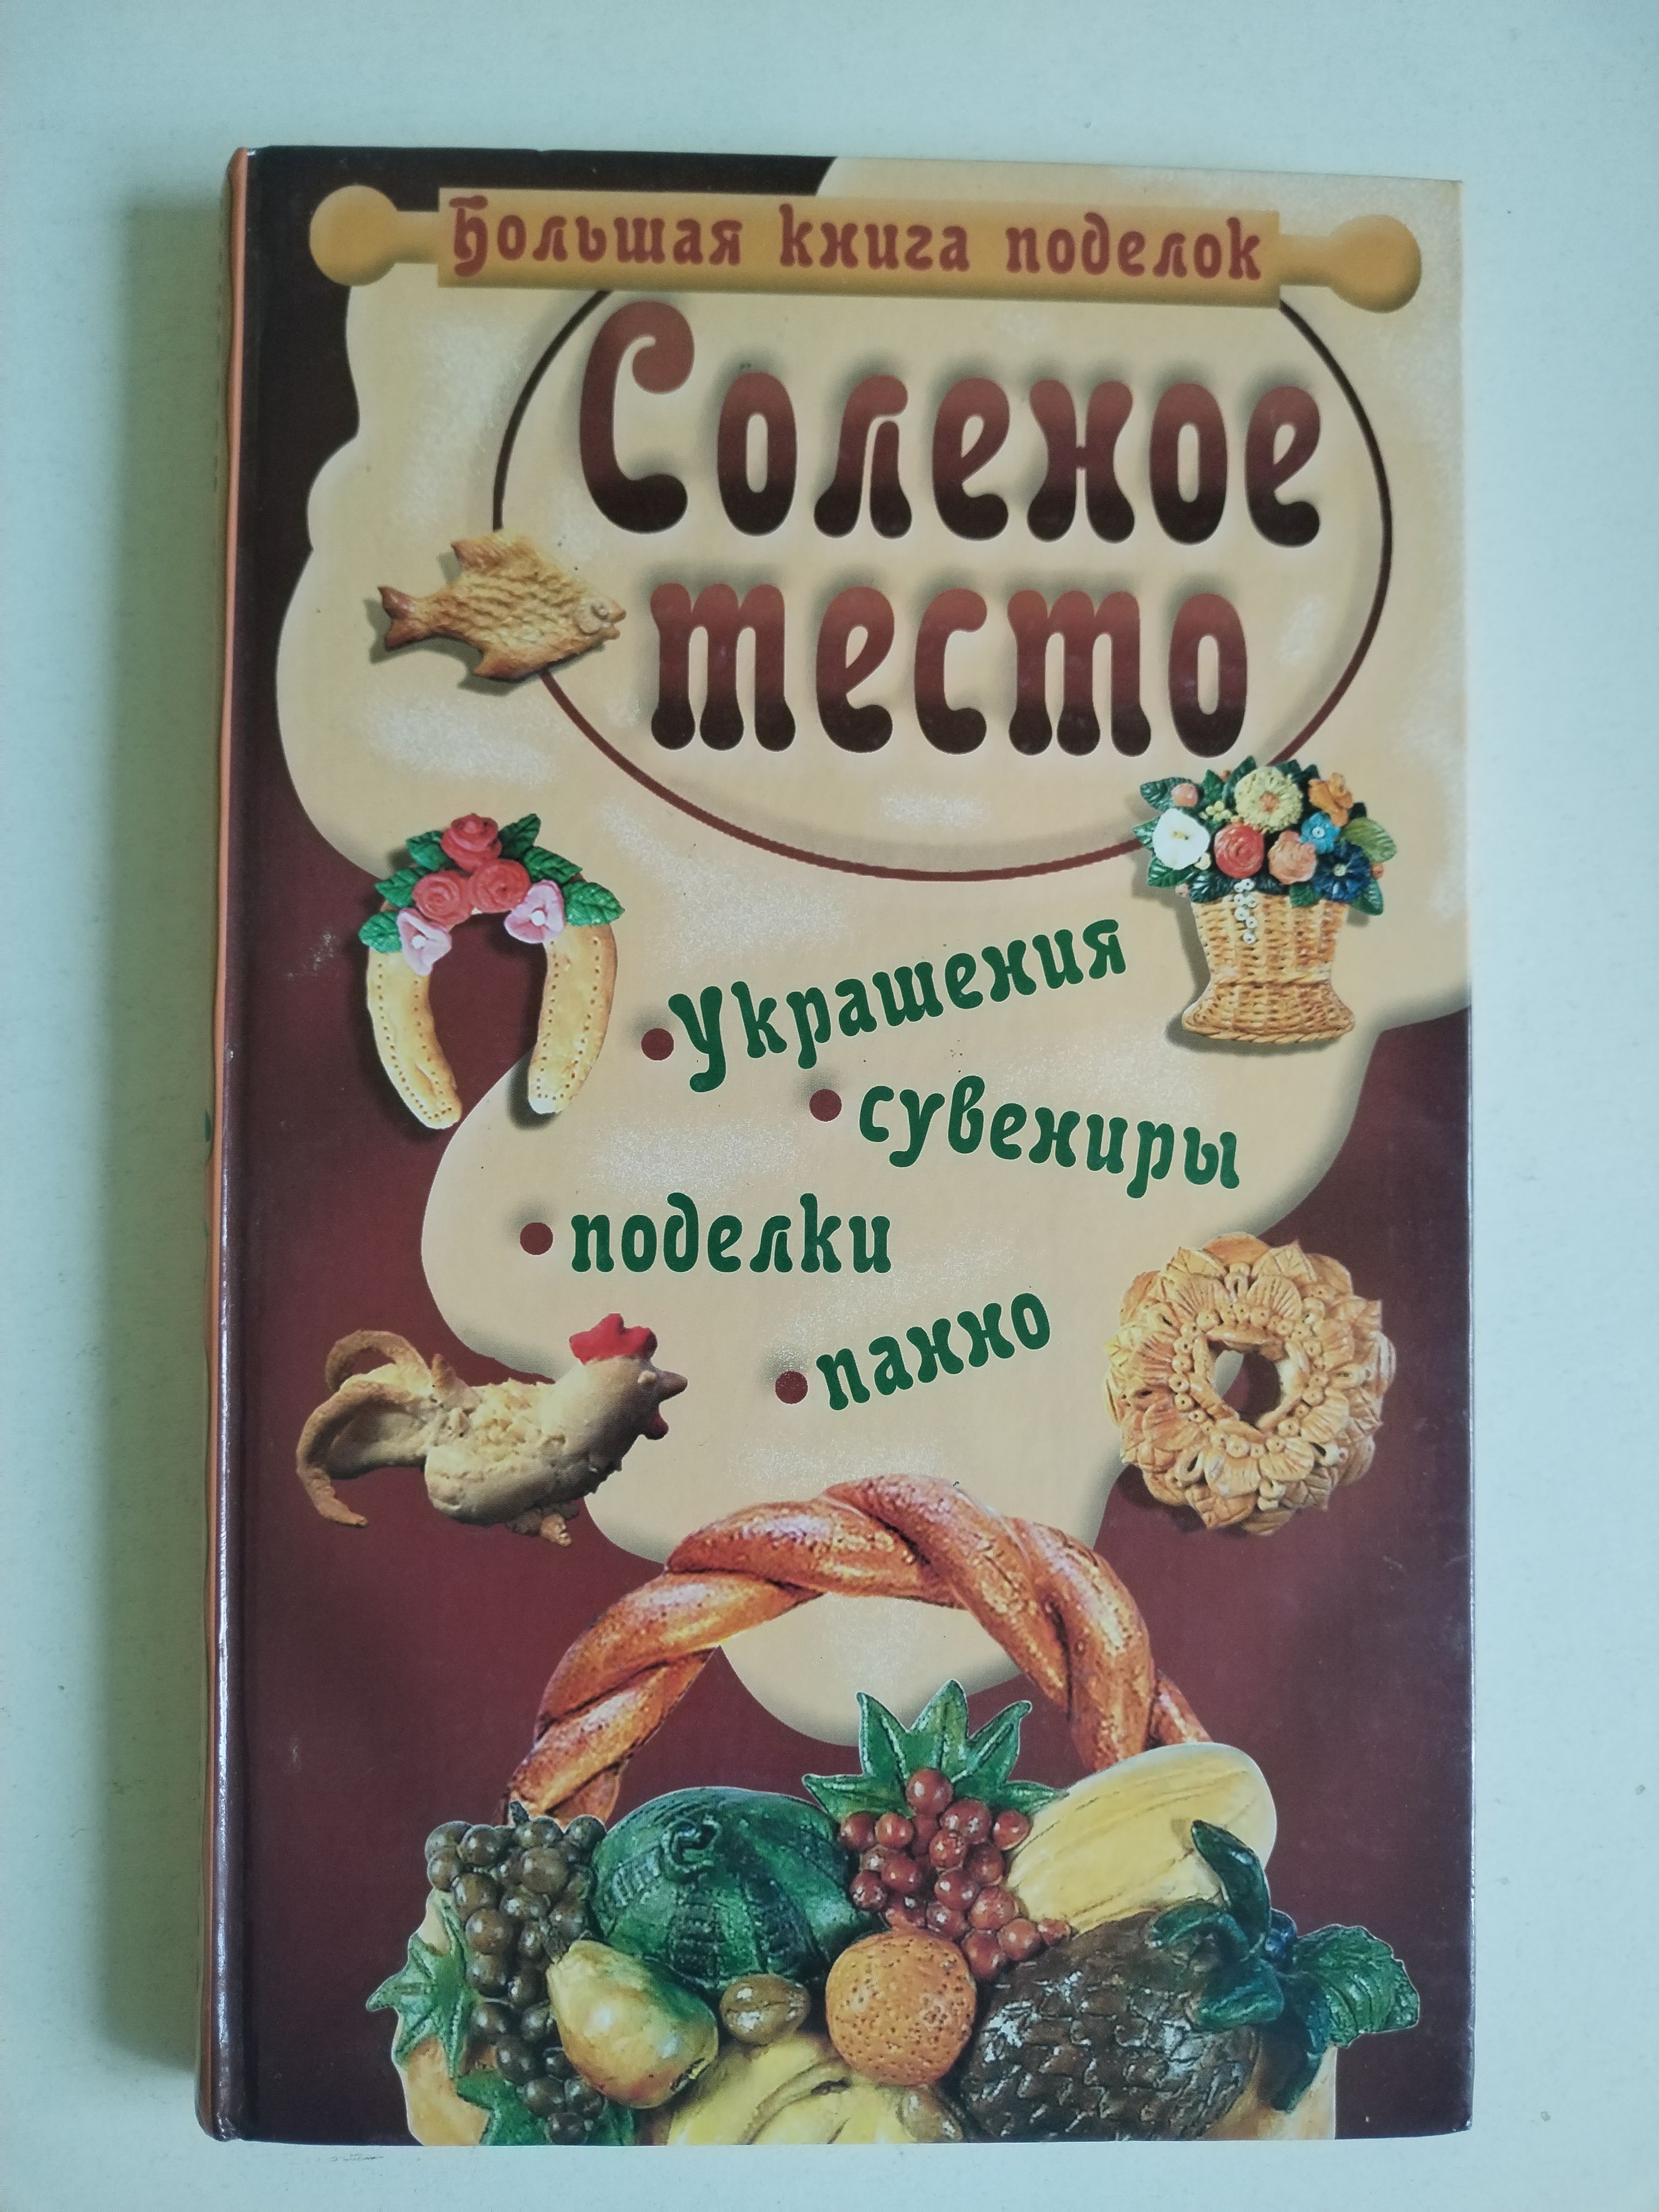 Большая книга поделок
Соленое
тесто
•Украшения
•сувениры
•поделки
•панно